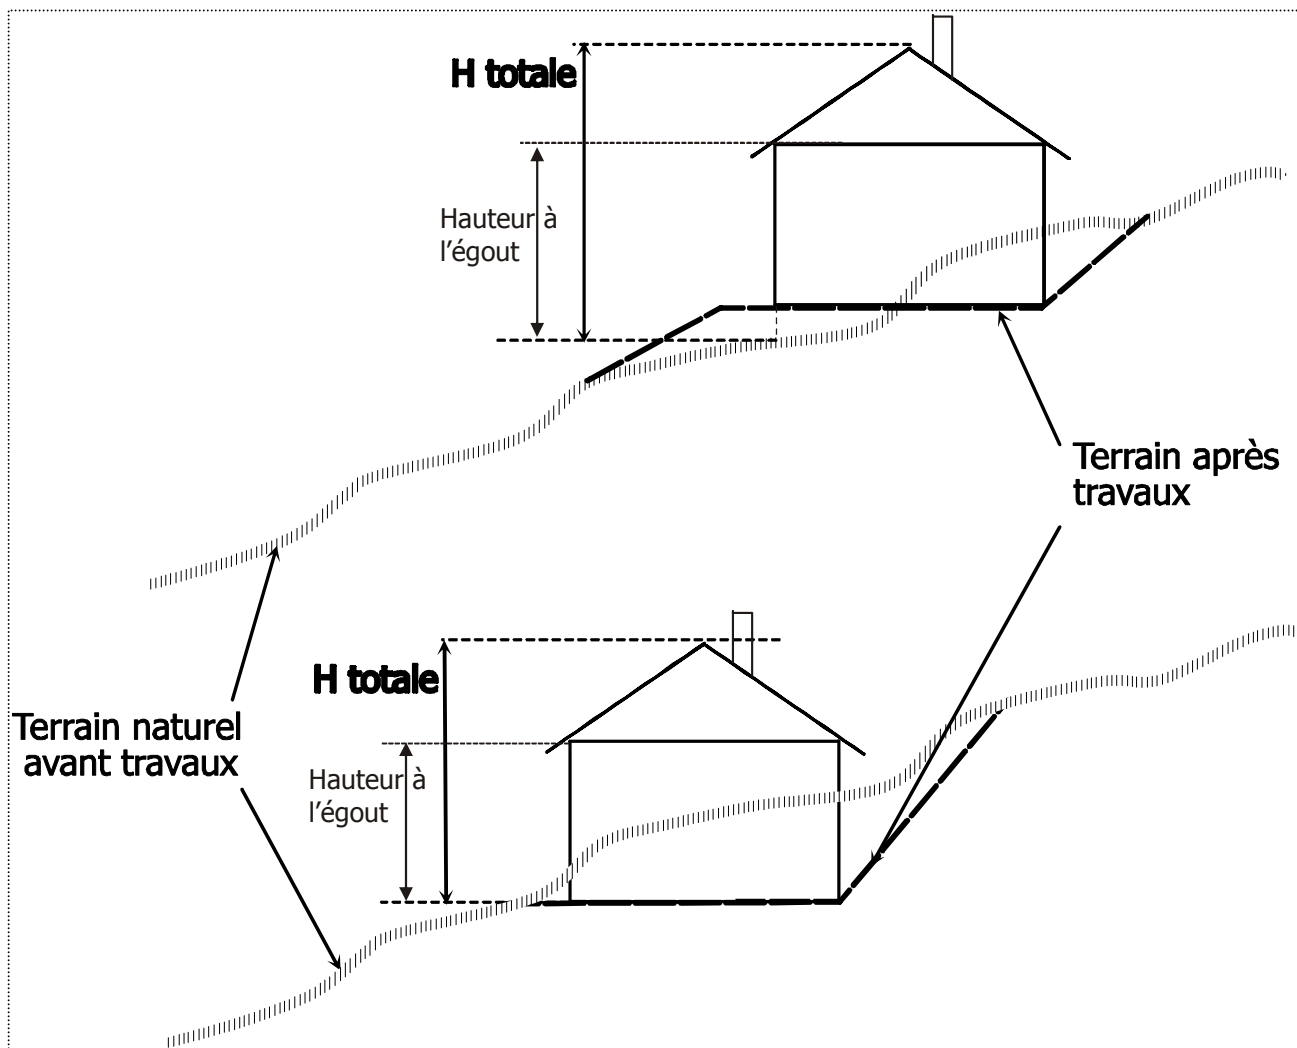 H totale
Hauteur à
l’égout
Terrain après
travaux
H totale
Terrain naturel
avant travaux
Hauteur à
l’égout